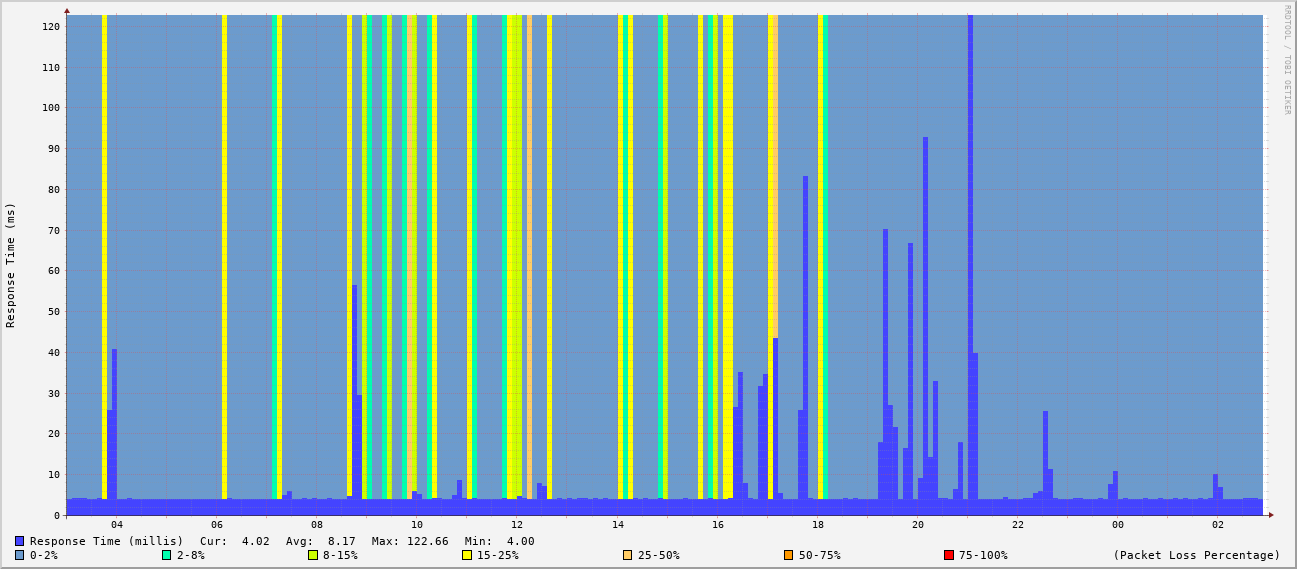 120
110
100
90
80
70
60
50
40
30
20
10
0
Response Time (ms)
RRDTOOL / TOBI OETIKER
04 06 08 10 12 14 16 18 20 22 00 02
Response Time (millis) Cur: 4.02 Avg: 8.17 Max: 122.66 Min: 4.00
0-2% 2-8% 8-15% 15-25% 25-50% 50-75% 75-100% (Packet Loss Percentage)